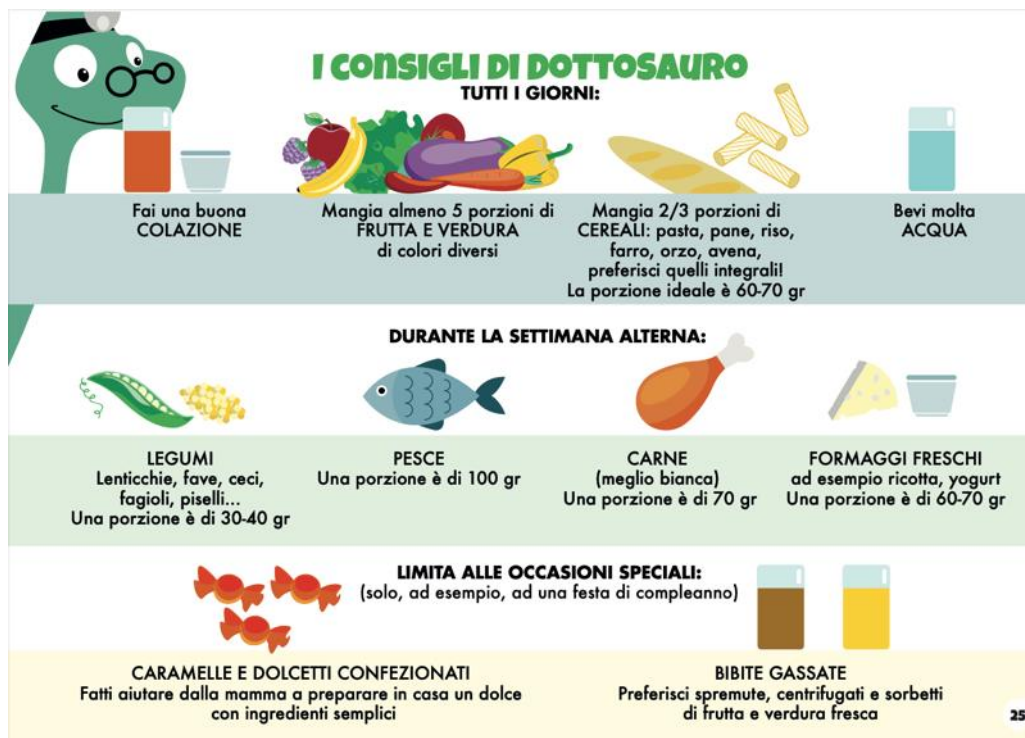 I CONSIGLI DI DOTTOSAURO
TUTTI I GIORNI:
Fai una buona
COLAZIONE
Mangia almeno 5 porzioni di
FRUTTA E VERDURA
di colori diversi
Mangia 2/3 porzioni di
CEREALI: pasta, pane, riso,
farro, orzo, avena,
preferisci quelli integrali!
La porzione ideale è 60-70 gr
Bevi molta
ACQUA
DURANTE LA SETTIMANA ALTERNA:
LEGUMI
Lenticchie, fave, ceci,
fagioli, piselli...
Una porzione è di 30-40 gr
PESCE
Una porzione è di 100 gr
CARNE
(meglio bianca)
Una porzione è di 70 gr
FORMAGGI FRESCHI
ad esempio ricotta, yogurt
Una porzione è di 60-70 gr
LIMITA ALLE OCCASIONI SPECIALI:
(solo, ad esempio, ad una festa di compleanno)
CARAMELLE E DOLCETTI CONFEZIONATI
Fatti aiutare dalla mamma a preparare in casa un dolce
con ingredienti semplici
BIBITE GASSATE
Preferisci spremute, centrifugati e sorbetti
di frutta e verdura fresca
25